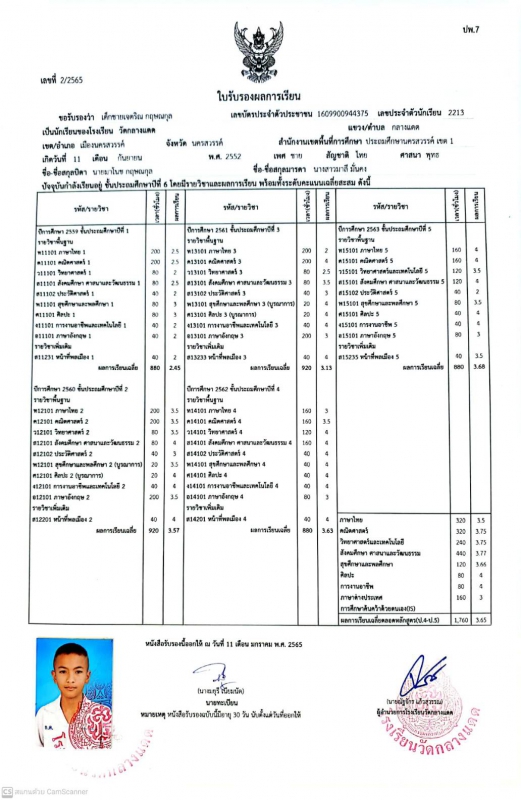 ปพ.7
เลขที่ 2/2565
ใบรับรองผลการเรียน
ขอรับรองว่า เด็กชายเจตริณ กฤษณกุล เลขบัตรประจำตัวประชาชน 1609900944375 เลขประจำตัวนักเรียน 2213
เป็นนักเรียนของโรงเรียน วัดกลางแดด แขวง/ตำบล กลางแดด
เขต/อำเภอ เมืองนครสวรรค์ จังหวัด นครสวรรค์ สำนักงานเขตพื้นที่การศึกษา ประถมศึกษานครสวรรค์ เขต 1
เกิดวันที่ 11 เดือน กันยายน พ.ศ. 2552 เพศ ชาย สัญชาติ ไทย ศาสนา พุทธ
ชื่อ-ชื่อสกุลบิดา นายมาโนช กฤษณกุล ชื่อ-ชื่อสกุลมารดา นางสาวมาลี มั่นคง
ปัจจุบันกำลังเรียนอยู่ ชั้นประถมศึกษาปีที่ 6 โดยมีรายวิชาและผลการเรียน พร้อมทั้งระดับคะแนนเฉลี่ยสะสม ดังนี้
รหัส/รายวิชา เวลา(ชั่วโมง) ผลการเรียน
ปีการศึกษา 2559 ชั้นประถมศึกษาปีที่ 1
รายวิชาพื้นฐาน
ท11101 ภาษาไทย 1 200 2.5
ค11101 คณิตศาสตร์ 1 200 2.5
ว11101 วิทยาศาสตร์ 1 80 2
ส11101 สังคมศึกษา ศาสนาและวัฒนธรรม 1 80 2.5
ส11102 ประวัติศาสตร์ 1 40 2
พ11101 สุขศึกษาและพลศึกษา 1 80 3
ศ11101 ศิลปะ 1 80 3
ง11101 การงานอาชีพและเทคโนโลยี 1 40 2
อ11101 ภาษาอังกฤษ 1 40 2
รายวิชาเพิ่มเติม
ส11231 หน้าที่พลเมือง 1 40 2
ผลการเรียนเฉลี่ย 880 2.45
ปีการศึกษา 2560 ชั้นประถมศึกษาปีที่ 2
รายวิชาพื้นฐาน
ท12101 ภาษาไทย 2 200 3.5
ค12101 คณิตศาสตร์ 2 200 3.5
ว12101 วิทยาศาสตร์ 2 80 3.5
ส12101 สังคมศึกษา ศาสนาและวัฒนธรรม 2 80 4
ส12102 ประวัติศาสตร์ 2 40 3
พ12101 สุขศึกษาและพลศึกษา 2 (บูรณาการ) 20 3.5
ศ12101 ศิลปะ 2 (บูรณาการ) 20 4
ง12101 การงานอาชีพและเทคโนโลยี 2 40 4
อ12101 ภาษาอังกฤษ 2 200 3.5
รายวิชาเพิ่มเติม
ส12201 หน้าที่พลเมือง 2 40 4
ผลการเรียนเฉลี่ย 920 3.57
รหัส/รายวิชา เวลา(ชั่วโมง) ผลการเรียน
ปีการศึกษา 2561 ชั้นประถมศึกษาปีที่ 3
รายวิชาพื้นฐาน
ท13101 ภาษาไทย 3 200 2
ค13101 คณิตศาสตร์ 3 200 4
ว13101 วิทยาศาสตร์ 3 80 2.5
ส13101 สังคมศึกษา ศาสนาและวัฒนธรรม 3 80 3.5
ส13102 ประวัติศาสตร์ 3 40 4
พ13101 สุขศึกษาและพลศึกษา 3 (บูรณาการ) 20 4
ศ13101 ศิลปะ 3 (บูรณาการ) 20 4
ง13101 การงานอาชีพและเทคโนโลยี 3 40 4
อ13101 ภาษาอังกฤษ 3 200 3
รายวิชาเพิ่มเติม
ส13233 หน้าที่พลเมือง 3 40 4
ผลการเรียนเฉลี่ย 920 3.13
ปีการศึกษา 2562 ชั้นประถมศึกษาปีที่ 4
รายวิชาพื้นฐาน
ท14101 ภาษาไทย 4 160 3
ค14101 คณิตศาสตร์ 4 160 3.5
ว14101 วิทยาศาสตร์ 4 120 4
ส14101 สังคมศึกษา ศาสนาและวัฒนธรรม 4 160 4
ส14102 ประวัติศาสตร์ 4 40 4
พ14101 สุขศึกษาและพลศึกษา 4 40 4
ศ14101 ศิลปะ 4 40 4
ง14101 การงานอาชีพและเทคโนโลยี 4 40 4
อ14101 ภาษาอังกฤษ 4 80 3
รายวิชาเพิ่มเติม
ส14201 หน้าที่พลเมือง 4 40 4
ผลการเรียนเฉลี่ย 880 3.63
รหัส/รายวิชา เวลา(ชั่วโมง) ผลการเรียน
ปีการศึกษา 2563 ชั้นประถมศึกษาปีที่ 5
รายวิชาพื้นฐาน
ท15101 ภาษาไทย 5 160 4
ค15101 คณิตศาสตร์ 5 160 4
ว15101 วิทยาศาสตร์และเทคโนโลยี 5 120 3.5
ส15101 สังคมศึกษา ศาสนาและวัฒนธรรม 5 120 4
ส15102 ประวัติศาสตร์ 5 40 2
พ15101 สุขศึกษาและพลศึกษา 5 80 3.5
ศ15101 ศิลปะ 5 40 4
ง15101 การงานอาชีพ 5 40 4
อ15101 ภาษาอังกฤษ 5 80 3
รายวิชาเพิ่มเติม
ส15235 หน้าที่พลเมือง 5 40 3.5
ผลการเรียนเฉลี่ย 880 3.68
ภาษาไทย 320 3.5
คณิตศาสตร์ 320 3.75
วิทยาศาสตร์และเทคโนโลยี 240 3.75
สังคมศึกษา ศาสนาและวัฒนธรรม 440 3.77
สุขศึกษาและพลศึกษา 120 3.66
ศิลปะ 80 4
การงานอาชีพ 80 4
ภาษาต่างประเทศ 160 3
การศึกษาค้นคว้าด้วยตนเอง(IS)
ผลการเรียนเฉลี่ยตลอดหลักสูตร(ป.4-ป.5) 1,760 3.65
หนังสือรับรองนี้ออกให้ ณ วันที่ 11 เดือน มกราคม พ.ศ. 2565
นายทะเบียน
หมายเหตุ หนังสือรับรองฉบับนี้มีอายุ 30 วัน นับตั้งแต่วันที่ออกให้
ผู้อำนวยการโรงเรียนวัดกลางแดด
โรงเรียนวัดกลางแดด
CS สแกนด้วย CamScanner